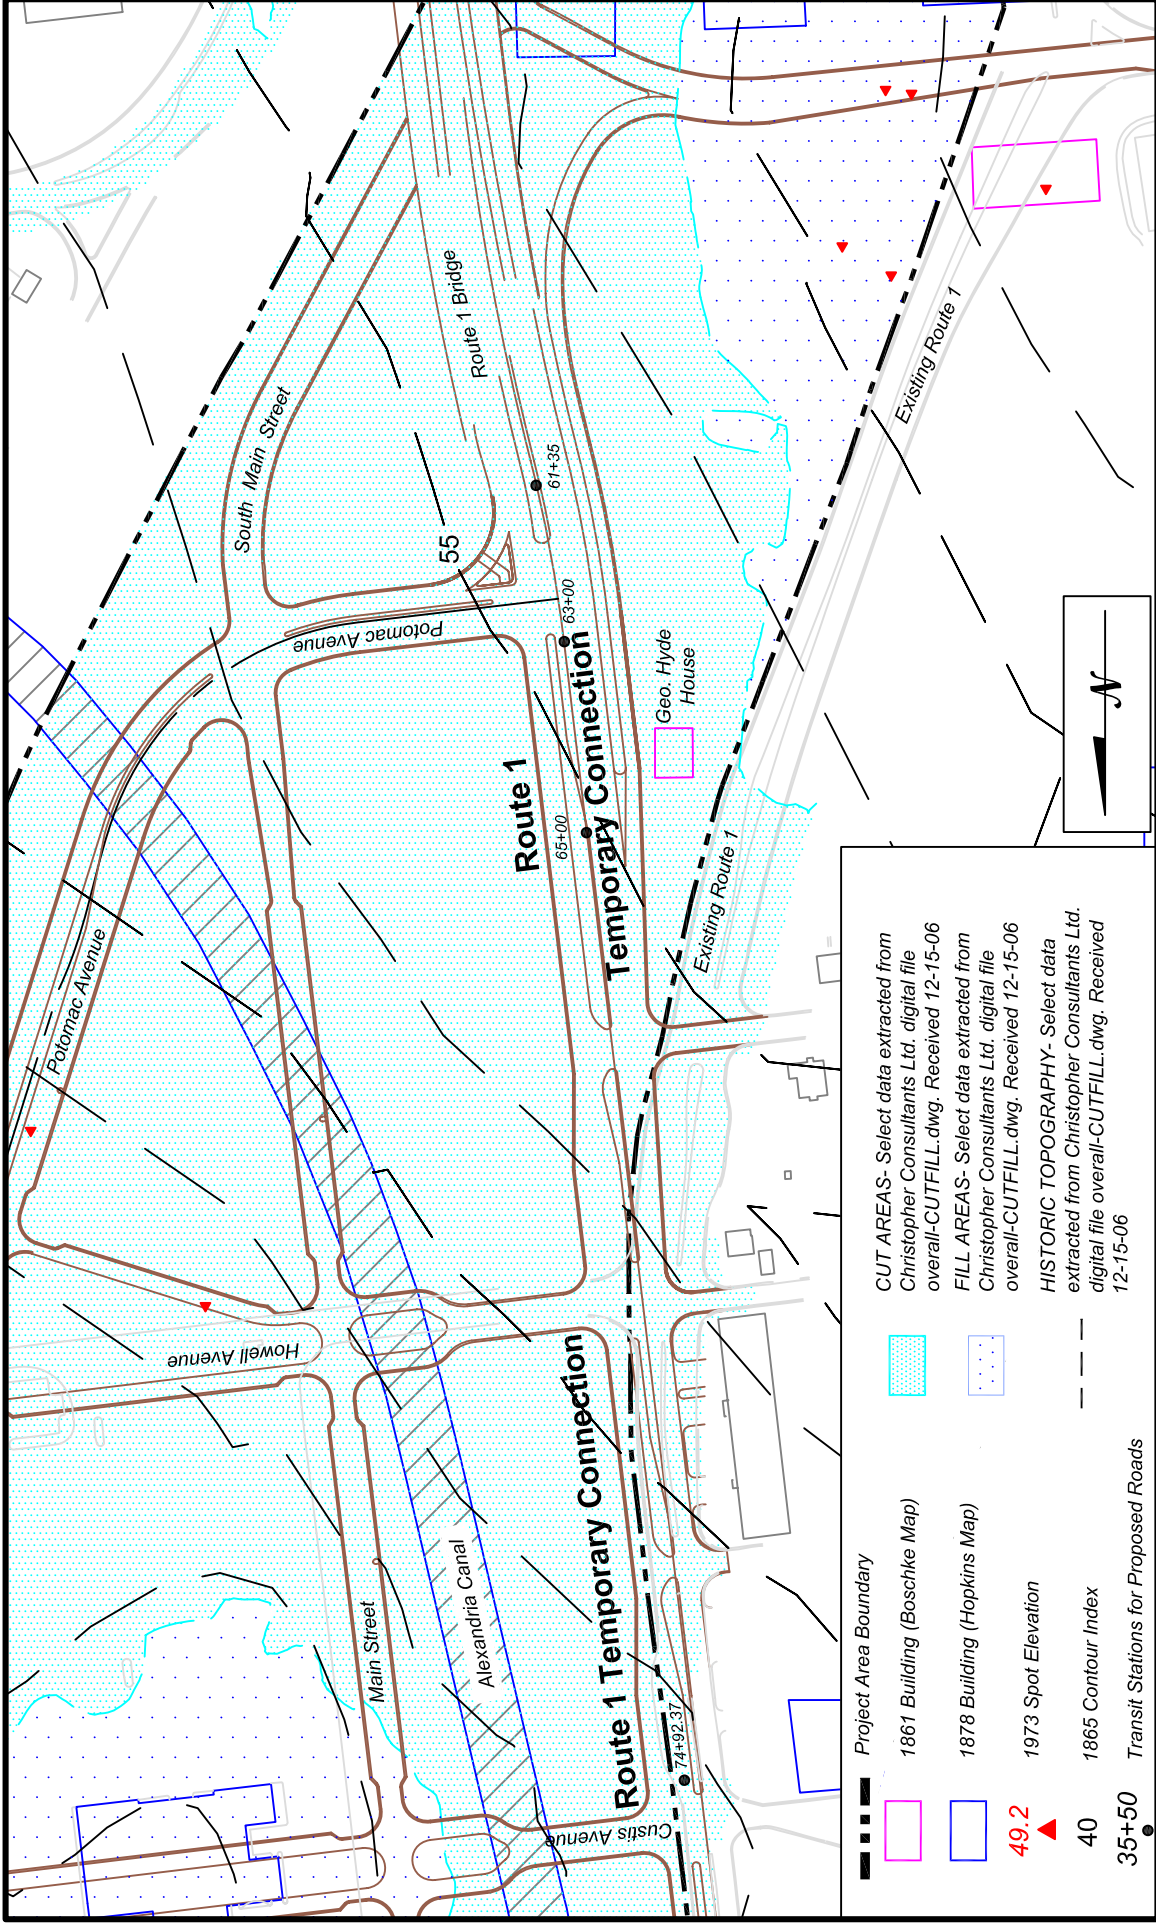 South Main Street
Route 1 Bridge
61+35
55
63+00
Potomac Avenue
Existing Route 1
Geo. Hyde
House
Route 1
Temporary Connection
65+00
Existing Route 1
Potomac Avenue
Howell Avenue
Route 1 Temporary Connection
Alexandria Canal
Main Street
74+92.37
Custis Avenue
N
Project Area Boundary
1861 Building (Boschke Map)
1878 Building (Hopkins Map)
49.2
1973 Spot Elevation
40
1865 Contour Index
35+50
Transit Stations for Proposed Roads
CUT AREAS- Select data extracted from
Christopher Consultants Ltd. digital file
overall-CUTFILL.dwg. Received 12-15-06
FILL AREAS- Select data extracted from
Christopher Consultants Ltd. digital file
overall-CUTFILL.dwg. Received 12-15-06
HISTORIC TOPOGRAPHY- Select data
extracted from Christopher Consultants Ltd.
digital file overall-CUTFILL.dwg. Received
12-15-06